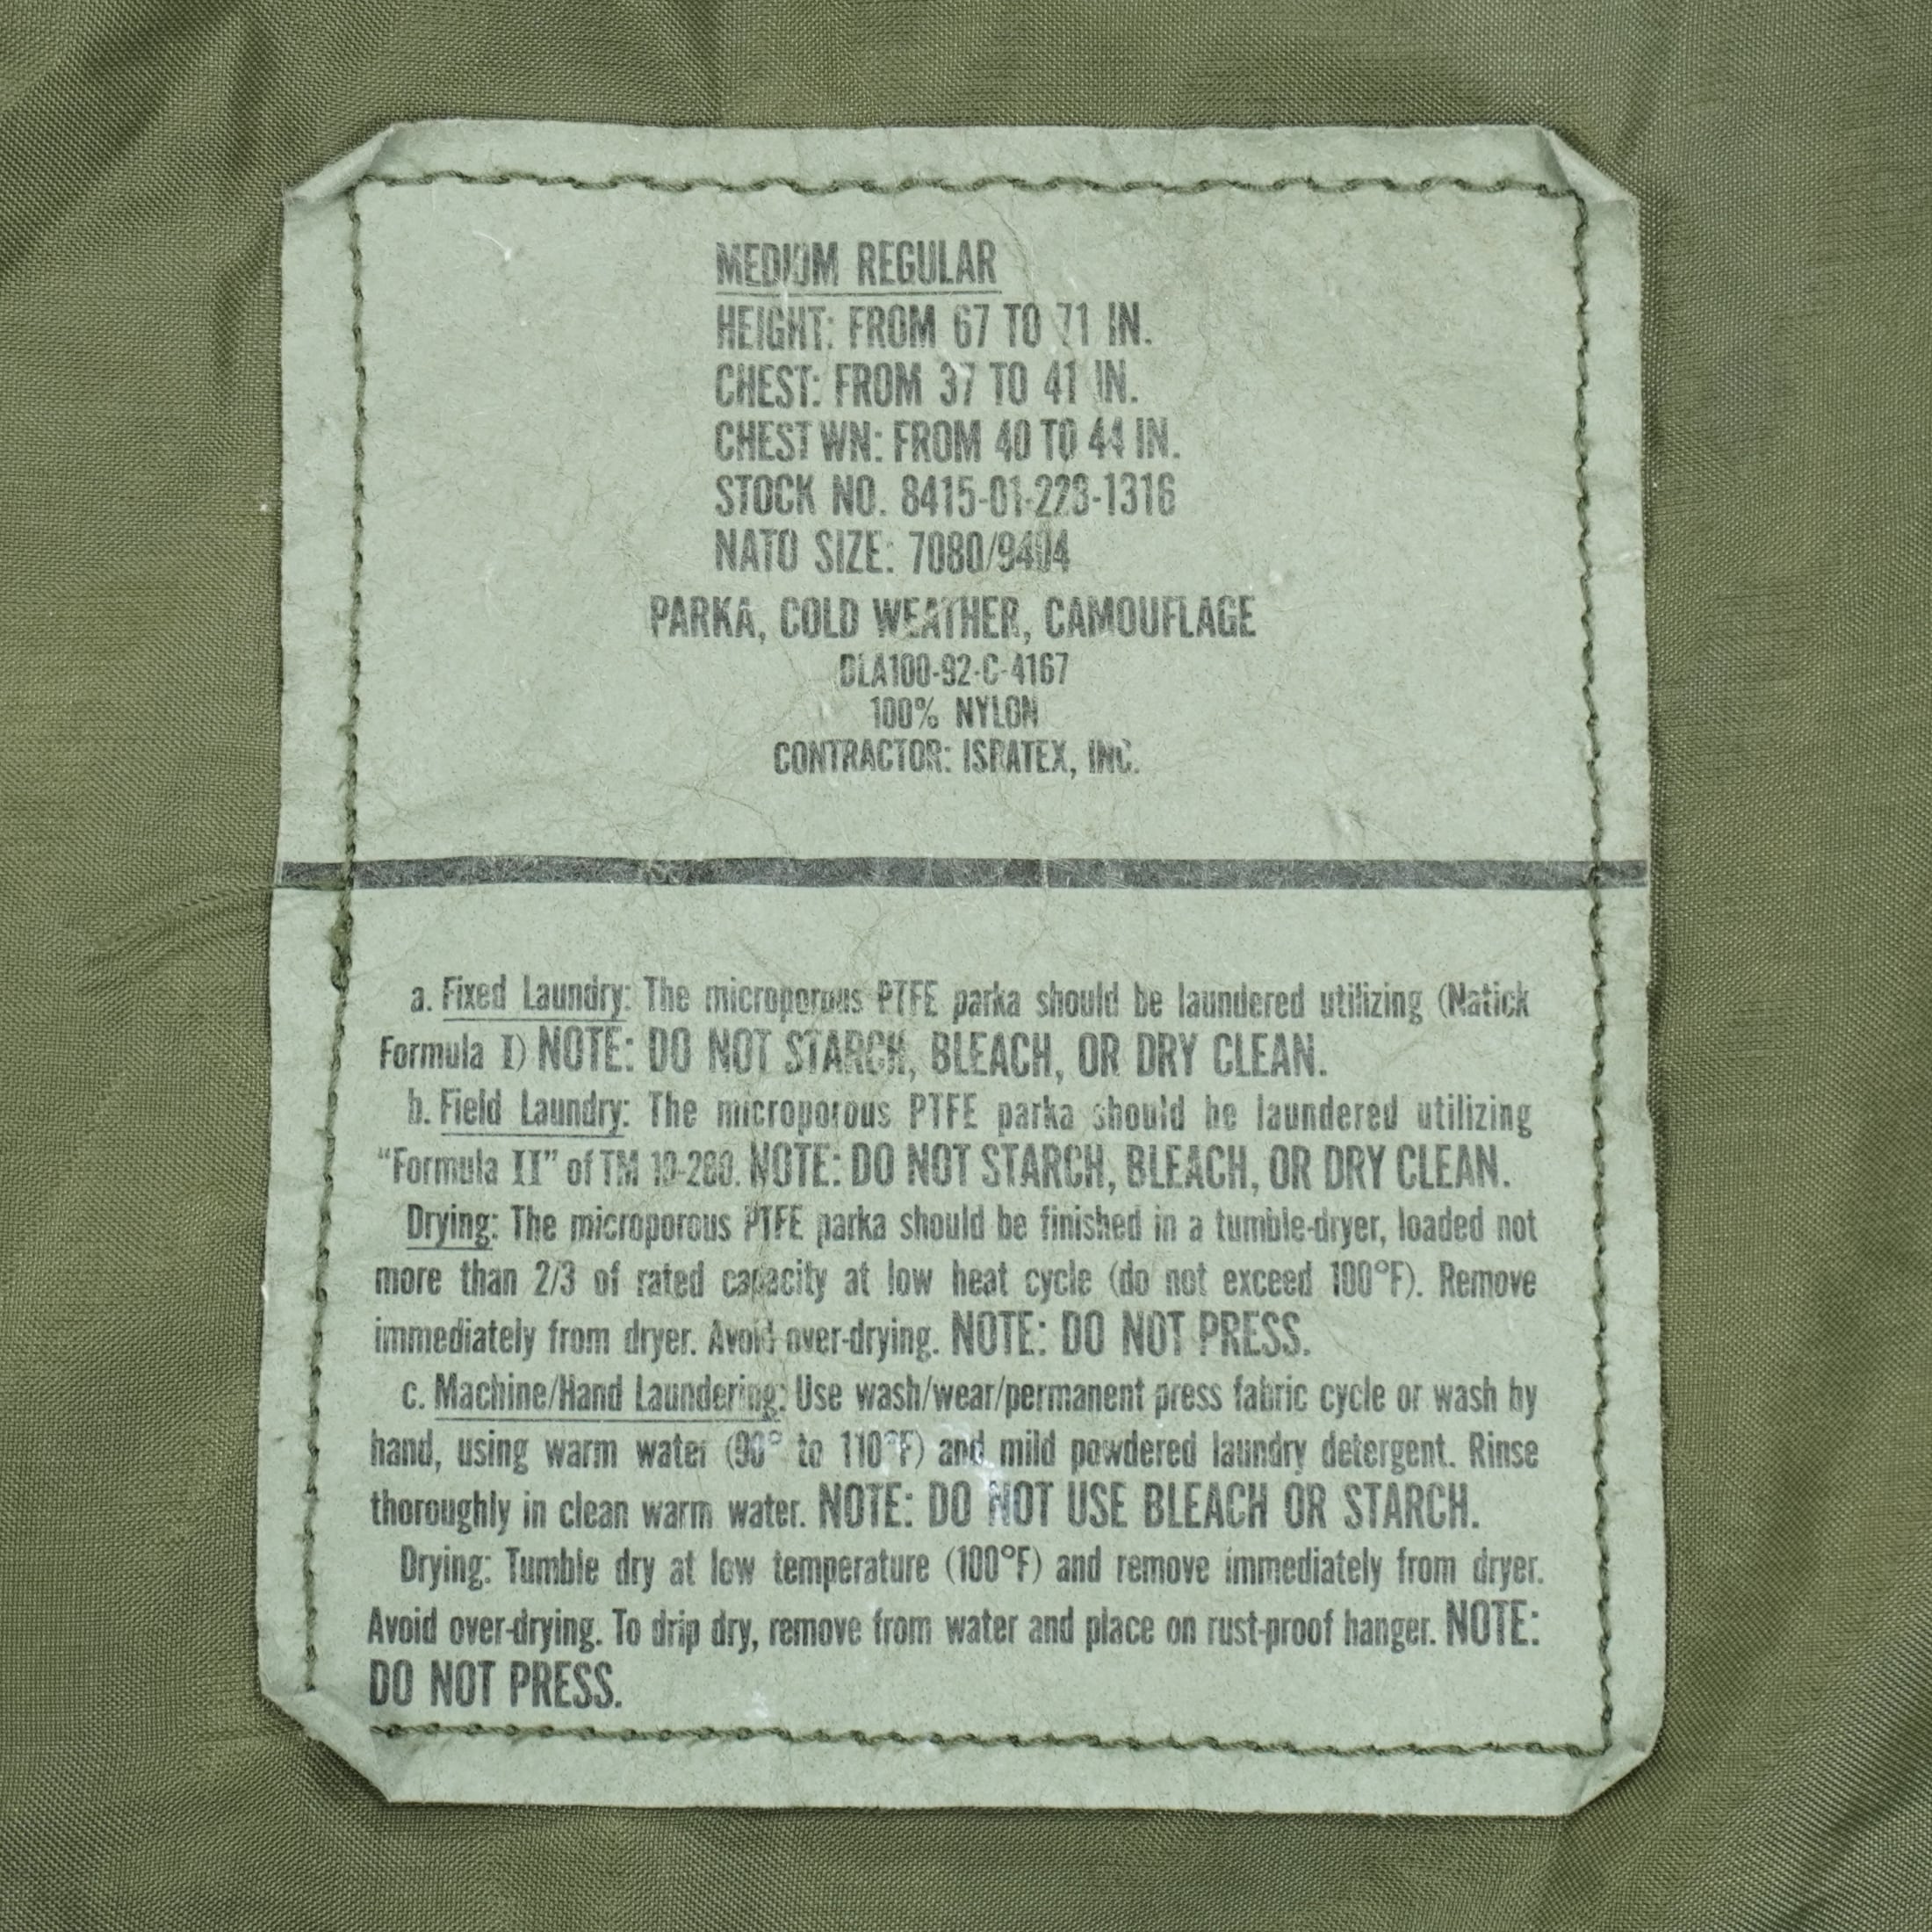 MEDIUM REGULAR
HEIGHT: FROM 67 TO 71 IN.
CHEST: FROM 37 TO 41 IN.
CHEST WN: FROM 40 TO 44 IN.
STOCK NO. 8415-01-223-1316
NATO SIZE: 7080/9404
PARKA, COLD WEATHER, CAMOUFLAGE
DLA100-92-C-4167
100% NYLON
CONTRACTOR: ISRATEX, INC.
a. Fixed Laundry: The microporous PTFE parka should be laundered utilizing (Natick
Formula I) NOTE: DO NOT STARCH, BLEACH, OR DRY CLEAN.
b. Field Laundry: The microporous PTFE parka should be laundered utilizing
“Formula II” of TM 10-280. NOTE: DO NOT STARCH, BLEACH, OR DRY CLEAN.
Drying: The microporous PTFE parka should be finished in a tumble-dryer, loaded not
more than 2/3 of rated capacity at low heat cycle (do not exceed 100°F). Remove
immediately from dryer. Avoid over-drying. NOTE: DO NOT PRESS.
c. Machine/Hand Laundering: Use wash/wear/permanent press fabric cycle or wash by
hand, using warm water (90° to 110°F) and mild powdered laundry detergent. Rinse
thoroughly in clean warm water. NOTE: DO NOT USE BLEACH OR STARCH.
Drying: Tumble dry at low temperature (100°F) and remove immediately from dryer.
Avoid over-drying. To drip dry, remove from water and place on rust-proof hanger. NOTE:
DO NOT PRESS.